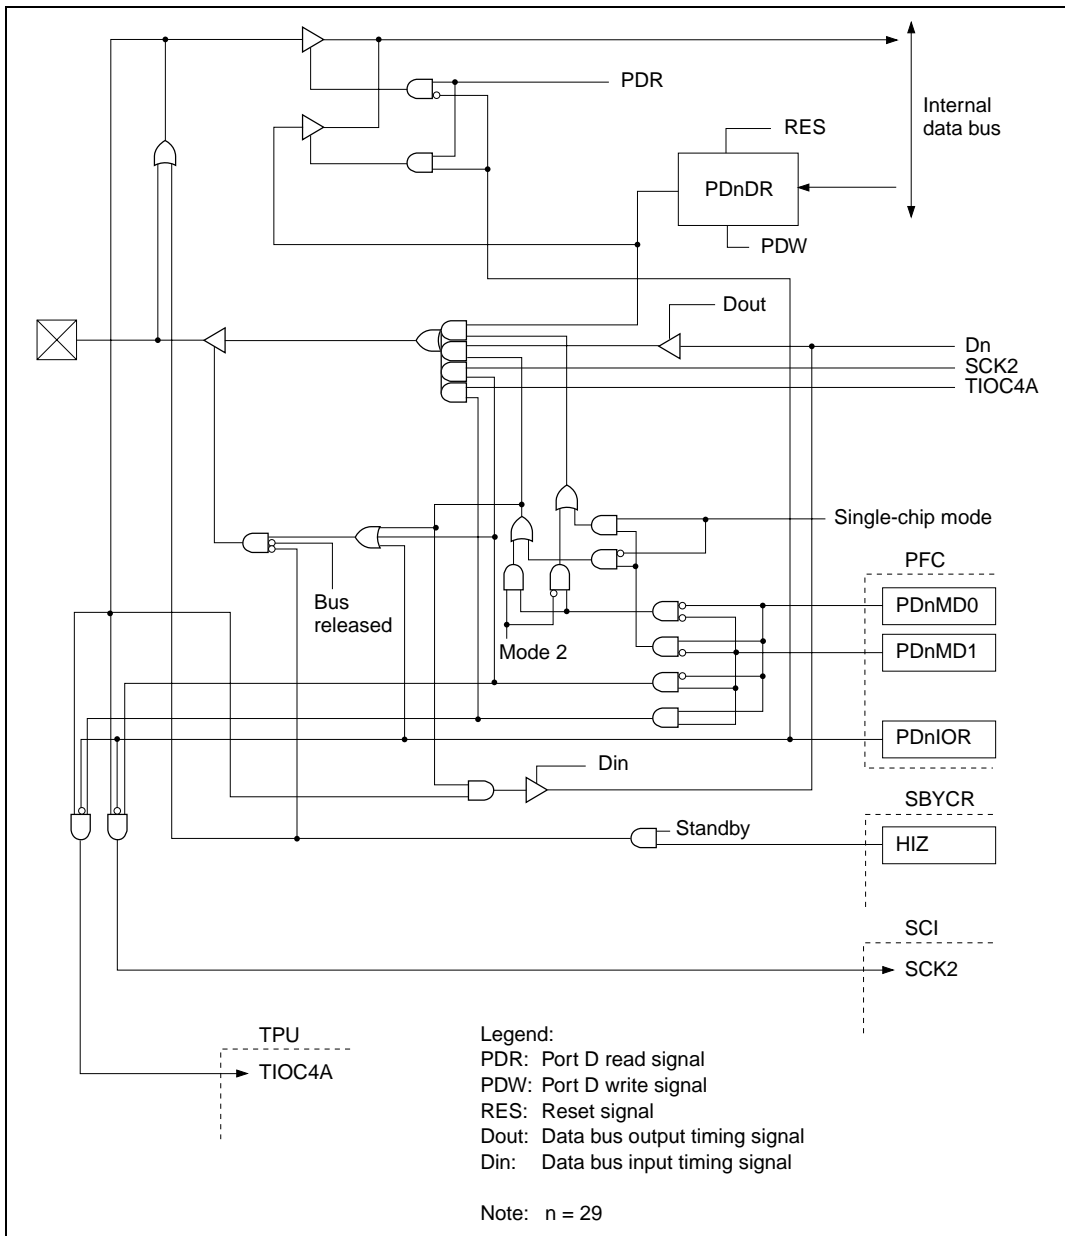 PDR
Internal
data bus
RES
PDnDR
PDW
Dout
Dn
SCK2
TIOC4A
Single-chip mode
PFC
Bus
released
Mode 2
PDnMD0
PDnMD1
PDnIOR
Din
SBYCR
Standby
HIZ
SCI
SCK2
TPU
TIOC4A
Legend:
PDR: Port D read signal
PDW: Port D write signal
RES: Reset signal
Dout: Data bus output timing signal
Din: Data bus input timing signal
Note: n = 29